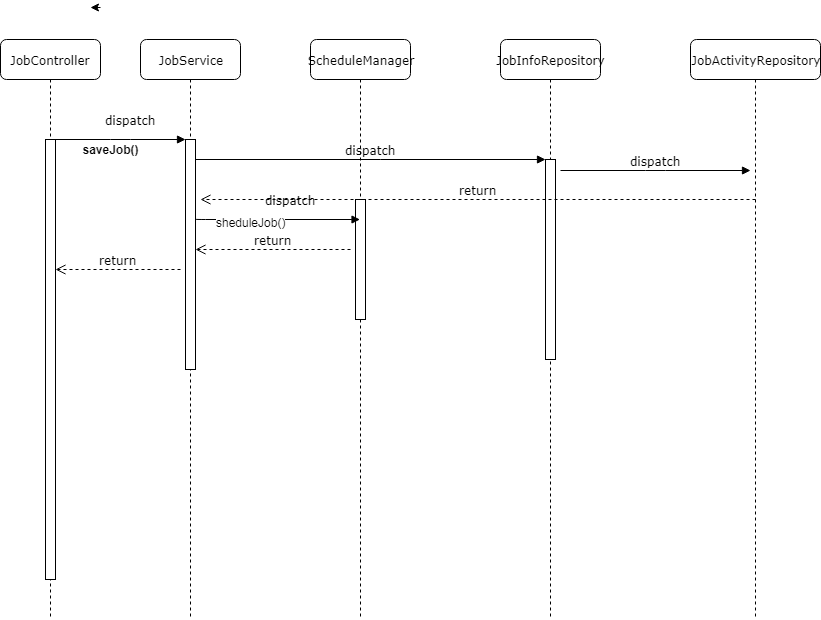 JobController
JobService
ScheduleManager
JobInfoRepository
JobActivityRepository
dispatch
saveJob()
dispatch
dispatch
return
dispatch
sheduleJob()
return
return